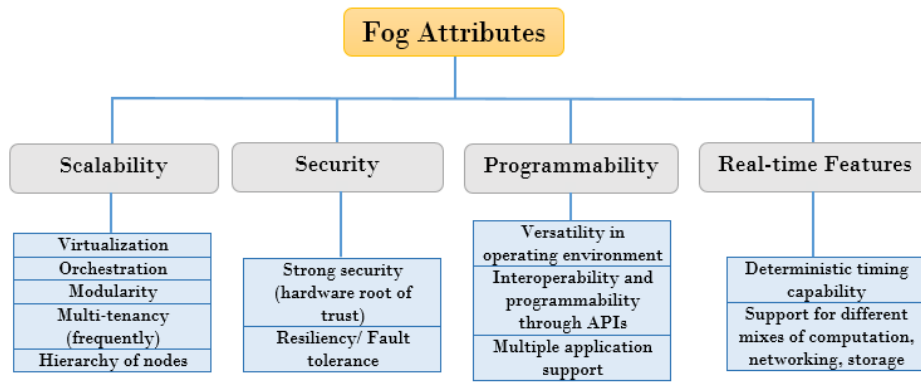 Fog Attributes
Scalability
Security
Programmability
Real-time Features
Virtualization
Orchestration
Modularity
Multi-tenancy
(frequently)
Hierarchy of nodes
Strong security
(hardware root of
trust)
Resiliency/ Fault
tolerance
Versatility in
operating environment
Interoperability and
programmability
through APIs
Multiple application
support
Deterministic timing
capability
Support for different
mixes of computation,
networking, storage